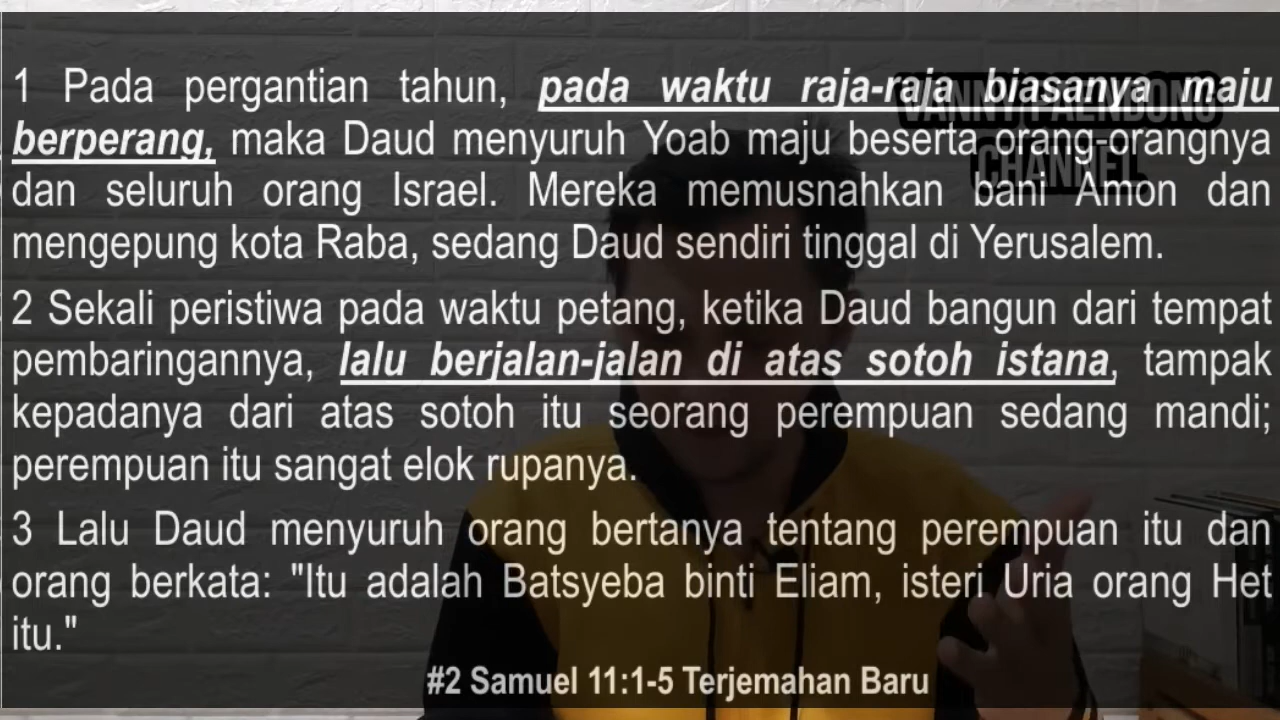 VANNY PAENDONG
CHANNEL
1 Pada pergantian tahun, pada waktu raja-raja biasanya maju
berperang, maka Daud menyuruh Yoab maju beserta orang-orangnya
dan seluruh orang Israel. Mereka memusnahkan bani Amon dan
mengepung kota Raba, sedang Daud sendiri tinggal di Yerusalem.
2 Sekali peristiwa pada waktu petang, ketika Daud bangun dari tempat
pembaringannya, lalu berjalan-jalan di atas sotoh istana, tampak
kepadanya dari atas sotoh itu seorang perempuan sedang mandi;
perempuan itu sangat elok rupanya.
3 Lalu Daud menyuruh orang bertanya tentang perempuan itu dan
orang berkata: "Itu adalah Batsyeba binti Eliam, isteri Uria orang Het
itu."
#2 Samuel 11:1-5 Terjemahan Baru